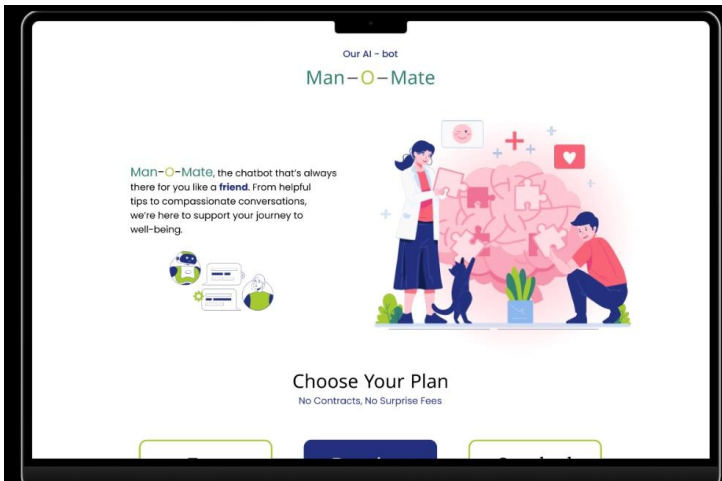 Our AI - bot
Man-O-Mate
Man-O-Mate, the chatbot that's always
there for you like a friend. From helpful
tips to compassionate conversations,
we're here to support your journey to
well-being.
Choose Your Plan
No Contracts, No Surprise Fees